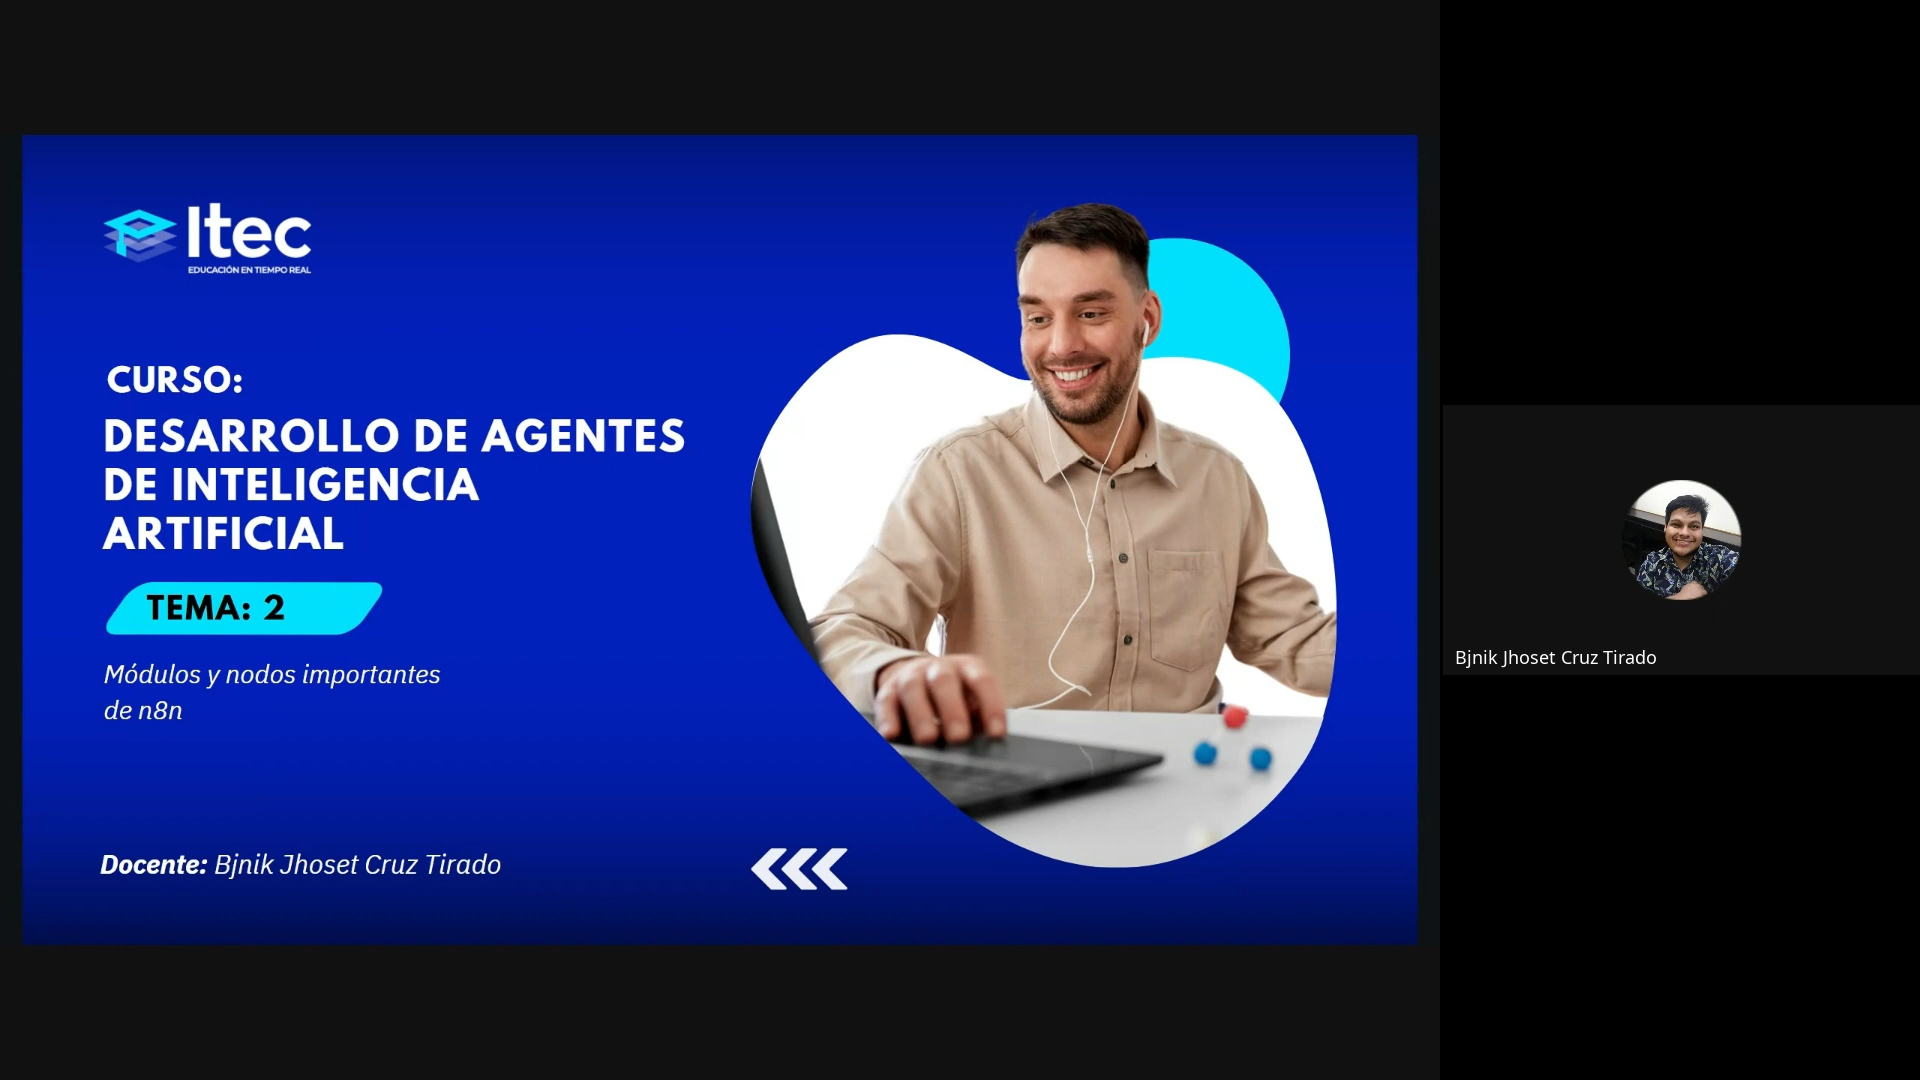 Itec
EDUCACIÓN EN TIEMPO REAL
CURSO:
DESARROLLO DE AGENTES
DE INTELIGENCIA
ARTIFICIAL
TEMA: 2
Módulos y nodos importantes
de n8n
Docente: Bjnik Jhoset Cruz Tirado
Bjnik Jhoset Cruz Tirado